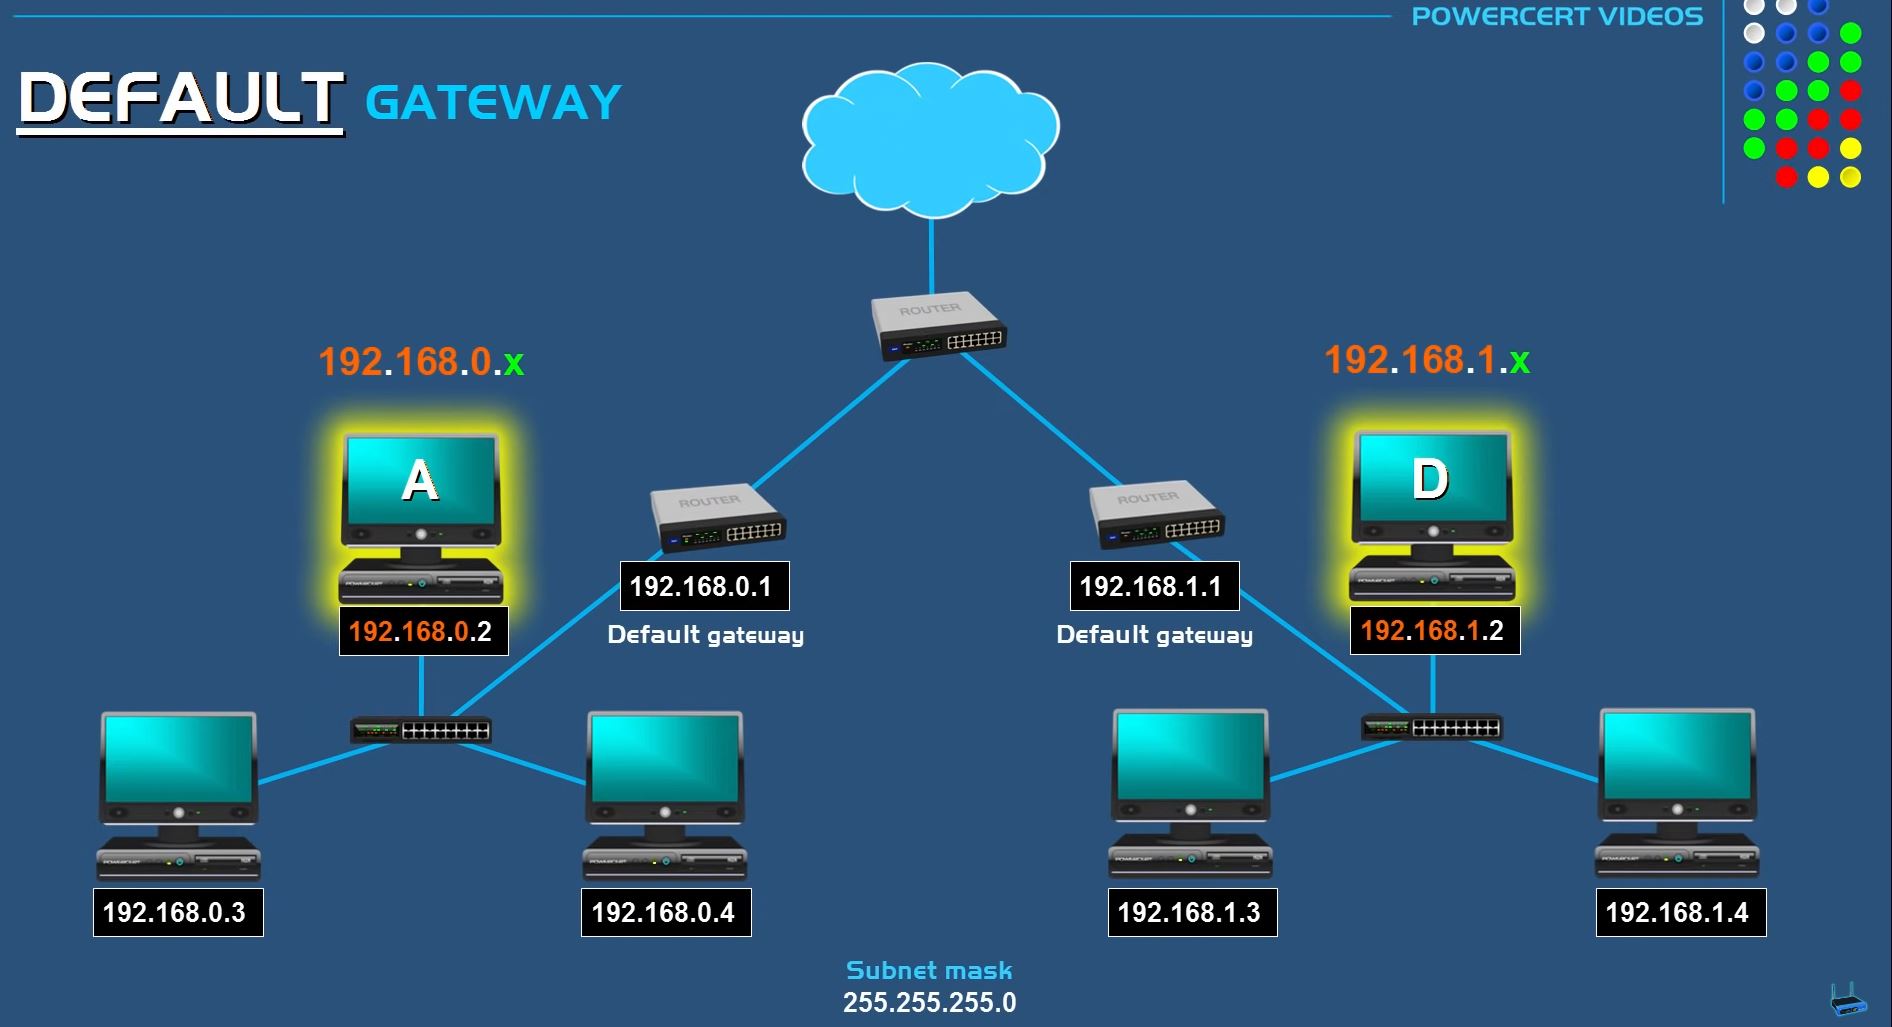 POWERCERT VIDEOS
DEFAULT GATEWAY
ROUTER
192.168.0.x
192.168.1.x
A
D
ROUTER
ROUTER
192.168.0.1
192.168.1.1
192.168.0.2
192.168.1.2
Default gateway
Default gateway
192.168.0.3
192.168.0.4
192.168.1.3
192.168.1.4
Subnet mask
255.255.255.0